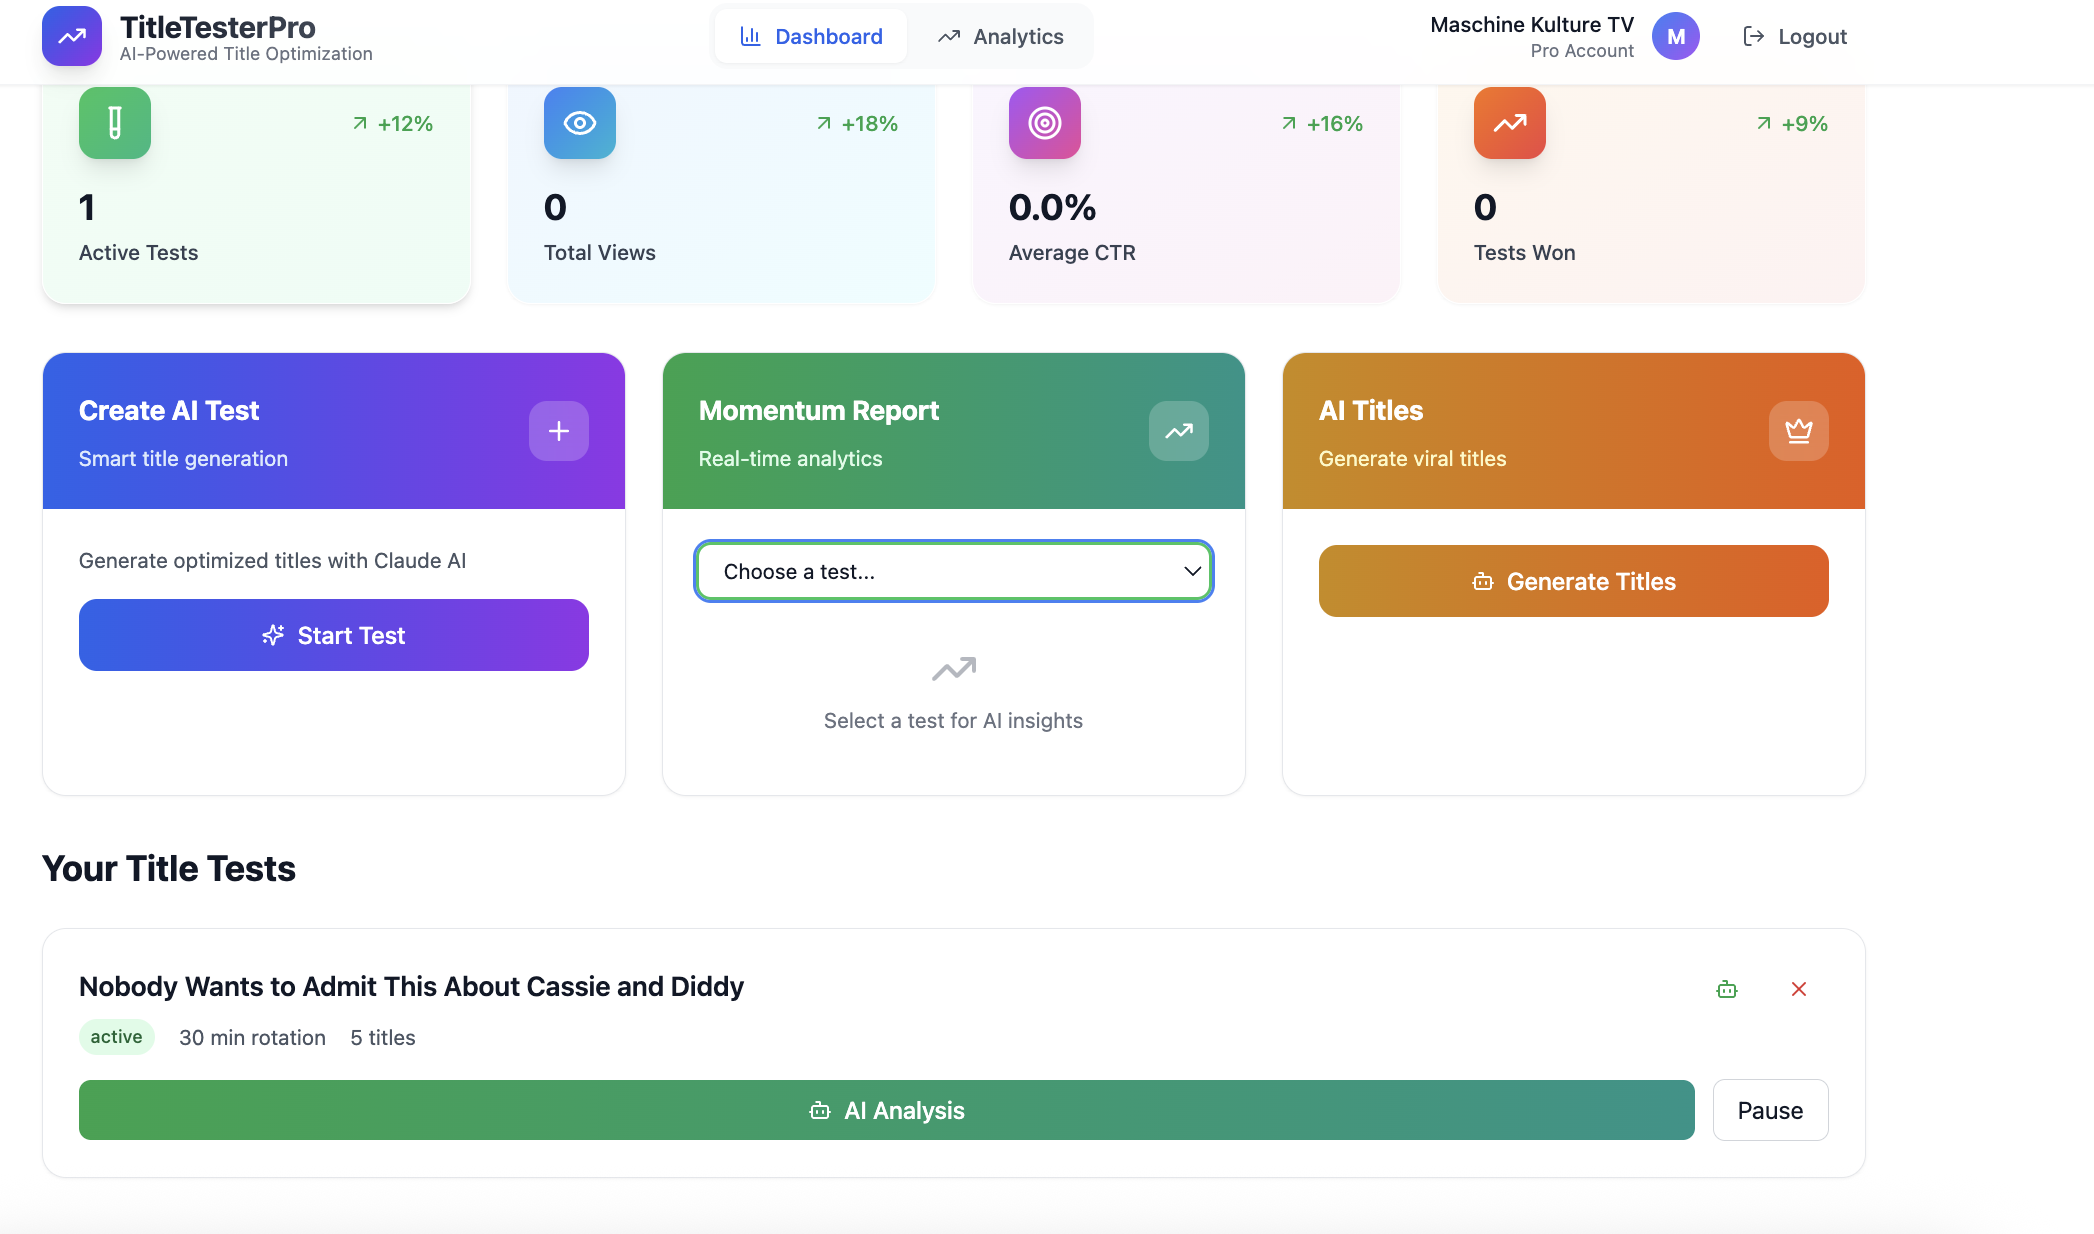 TitleTesterPro
AI-Powered Title Optimization
Dashboard
Analytics
Maschine Kulture TV
Pro Account
M
Logout
+12%
1
Active Tests
+18%
0
Total Views
+16%
0.0%
Average CTR
+9%
0
Tests Won
Create AI Test
Smart title generation
Generate optimized titles with Claude AI
Start Test
Momentum Report
Real-time analytics
Choose a test...
Select a test for AI insights
AI Titles
Generate viral titles
Generate Titles
Your Title Tests
Nobody Wants to Admit This About Cassie and Diddy
active 30 min rotation 5 titles
AI Analysis
Pause